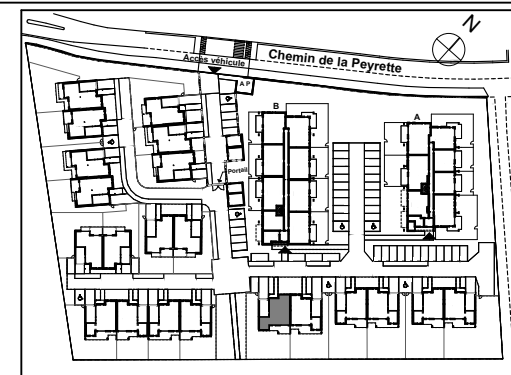 N
Chemin de la Peyrette
Accès véhicule
A P
B
A
Portail